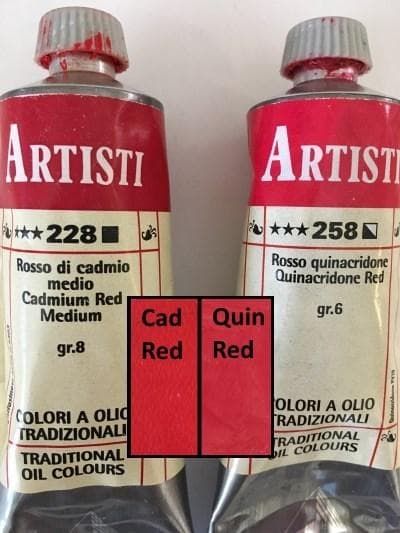 ARTISTI
★★★228■
Rosso di cadmio
medio
Cadmium Red
Medium
gr.8
COLORI A OLIO
TRADIZIONALI
TRADITIONAL
OIL COLOURS
ARTISTI
★★★258
Rosso quinacridone
Quinacridone Red
gr.6
COLORI A OLIO
TRADIZIONALI
TRADITIONAL
OIL COLOURS
Cad
Red
Quin
Red